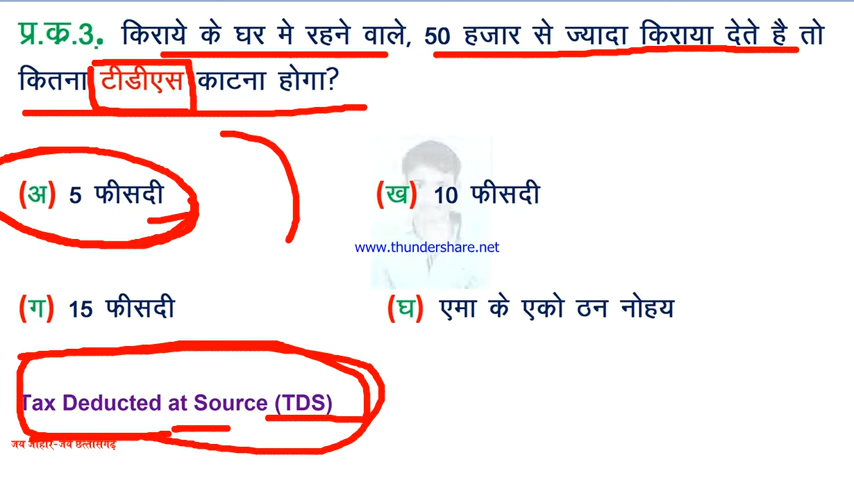 प्र.क.3. किराये के घर मे रहने वाले, 50 हजार से ज्यादा किराया देते है तो
कितना टीडीएस काटना होगा?
(अ) 5 फीसदी
(ख) 10 फीसदी
www.thundershare.net
(ग) 15 फीसदी
(घ) एमा के एको ठन नोहय
Tax Deducted at Source (TDS)
जय जोहार-जय छत्तीसगढ़